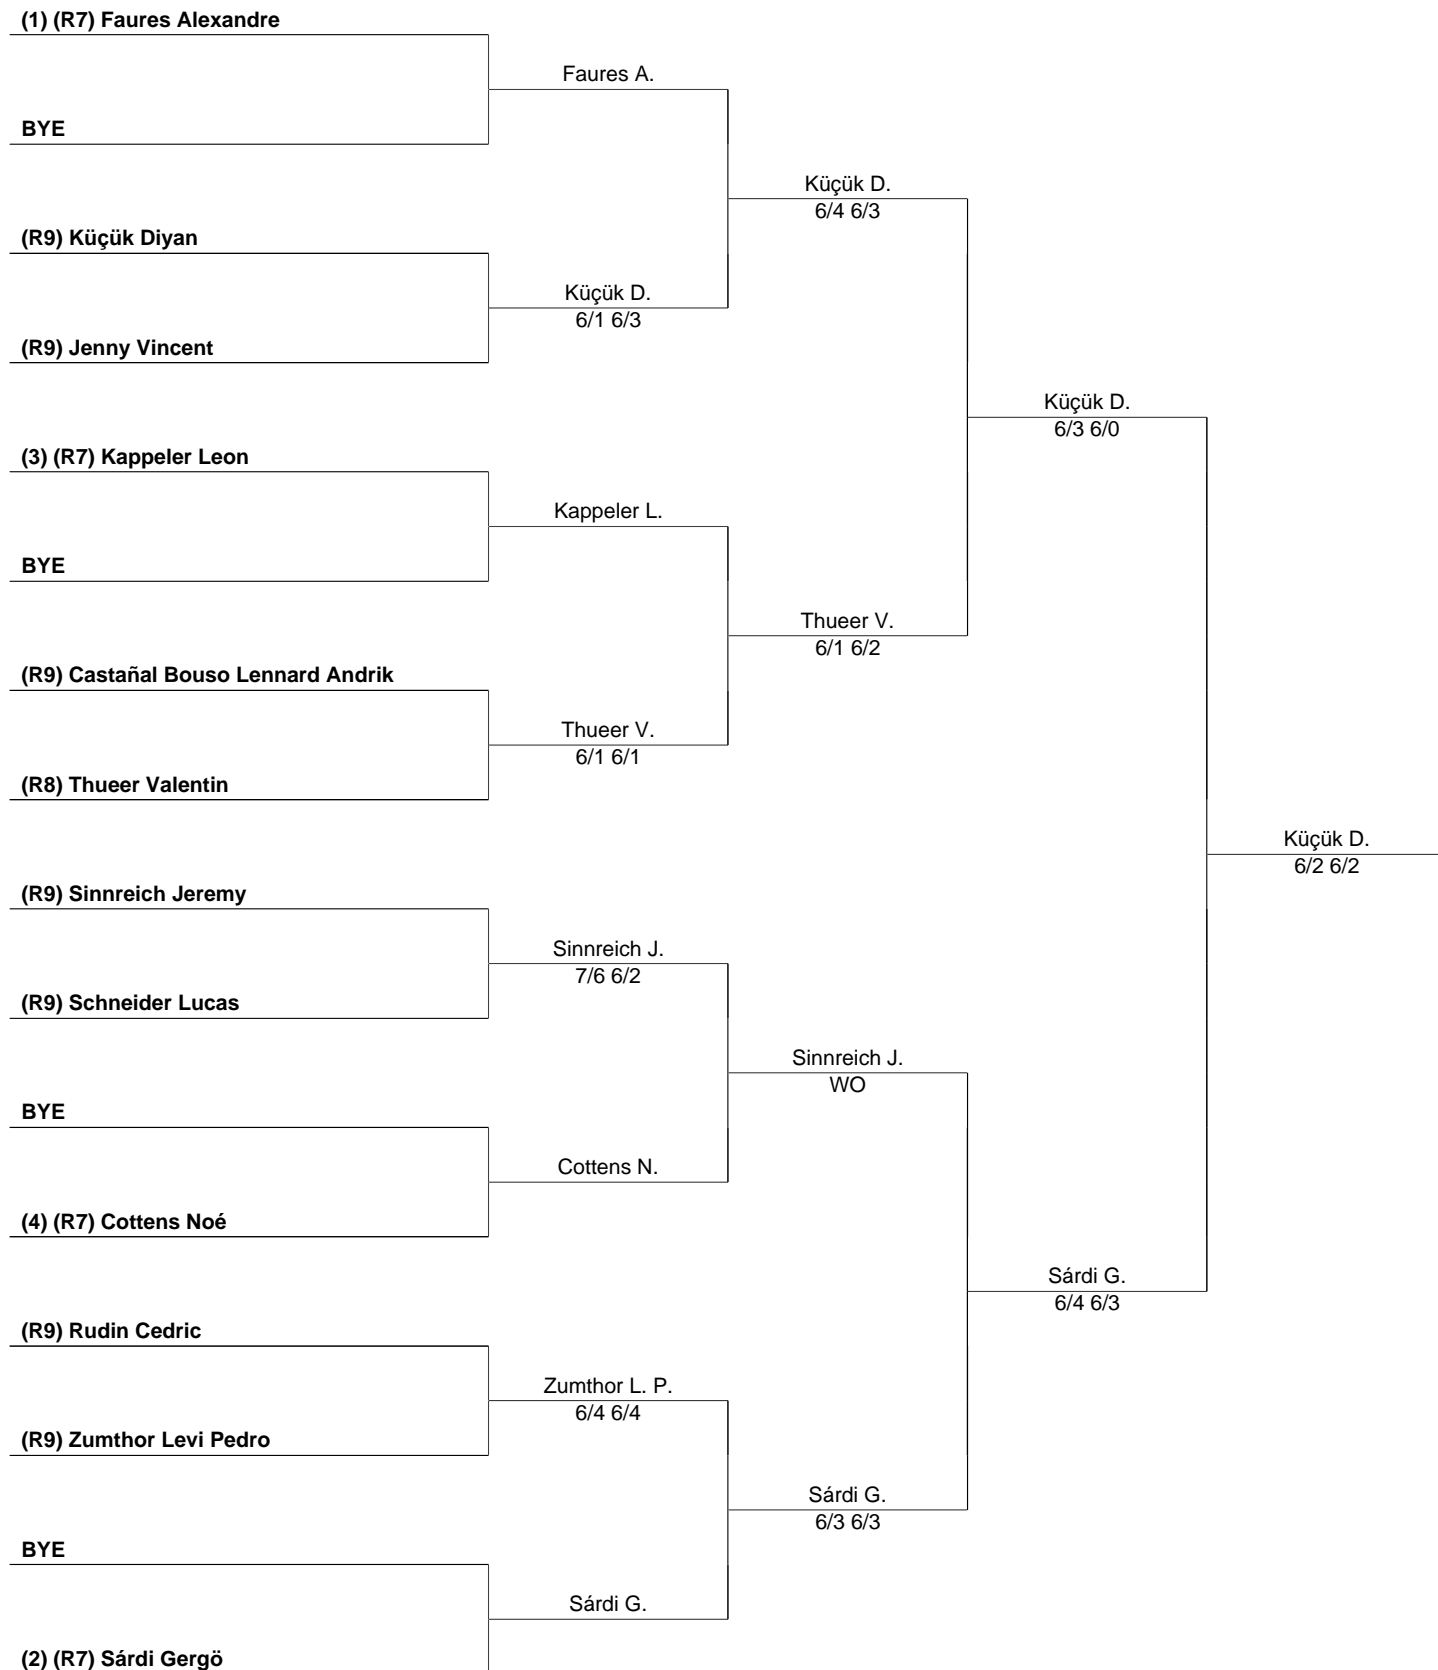 (1) (R7) Faures Alexandre
Faures A.
BYE
Küçük D.
6/4 6/3
(R9) Küçük Diyan
Küçük D.
6/1 6/3
(R9) Jenny Vincent
Küçük D.
6/3 6/0
(3) (R7) Kappeler Leon
Kappeler L.
BYE
Thueer V.
6/1 6/2
(R9) Castañal Bouso Lennard Andrik
Thueer V.
6/1 6/1
(R8) Thueer Valentin
Küçük D.
6/2 6/2
(R9) Sinnreich Jeremy
Sinnreich J.
7/6 6/2
(R9) Schneider Lucas
Sinnreich J.
WO
BYE
Cottens N.
(4) (R7) Cottens Noé
Sárdi G.
6/4 6/3
(R9) Rudin Cedric
Zumthor L. P.
6/4 6/4
(R9) Zumthor Levi Pedro
Sárdi G.
6/3 6/3
BYE
Sárdi G.
(2) (R7) Sárdi Gergö